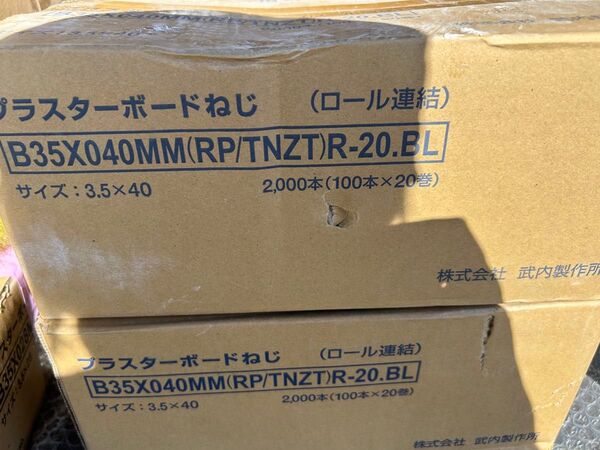 プラスターボードねじ (ロール連結)
B35X040MM(RP/TNZT)R-20.BL
サイズ:3.5×40 2,000本(100本×20巻)
株式会社 武内製作所
プラスターボードねじ (ロール連結)
B35X040MM(RP/TNZT)R-20.BL
サイズ:3.5×40 2,000本(100本×20巻)
株式会社 武内製作所